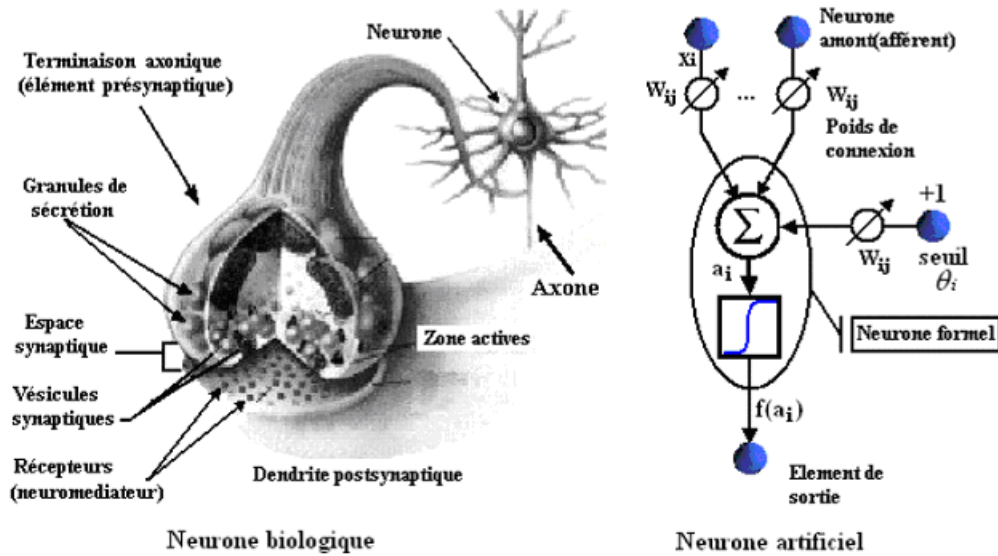 Neurone
Terminaison axonique
(élément présynaptique)
Granules de
sécrétion
Espace
synaptique
Vésicules
synaptiques
Récepteurs
(neuromediateur)
Axone
Zone actives
Dendrite postsynaptique
Neurone biologique
Neurone
amont(afférent)
xi
Wij
...
Wij
Poids de
connexion
+1
Σ
Wij
seuil
θi
ai
Neurone formel
f(ai)
Element de
sortie
Neurone artificiel